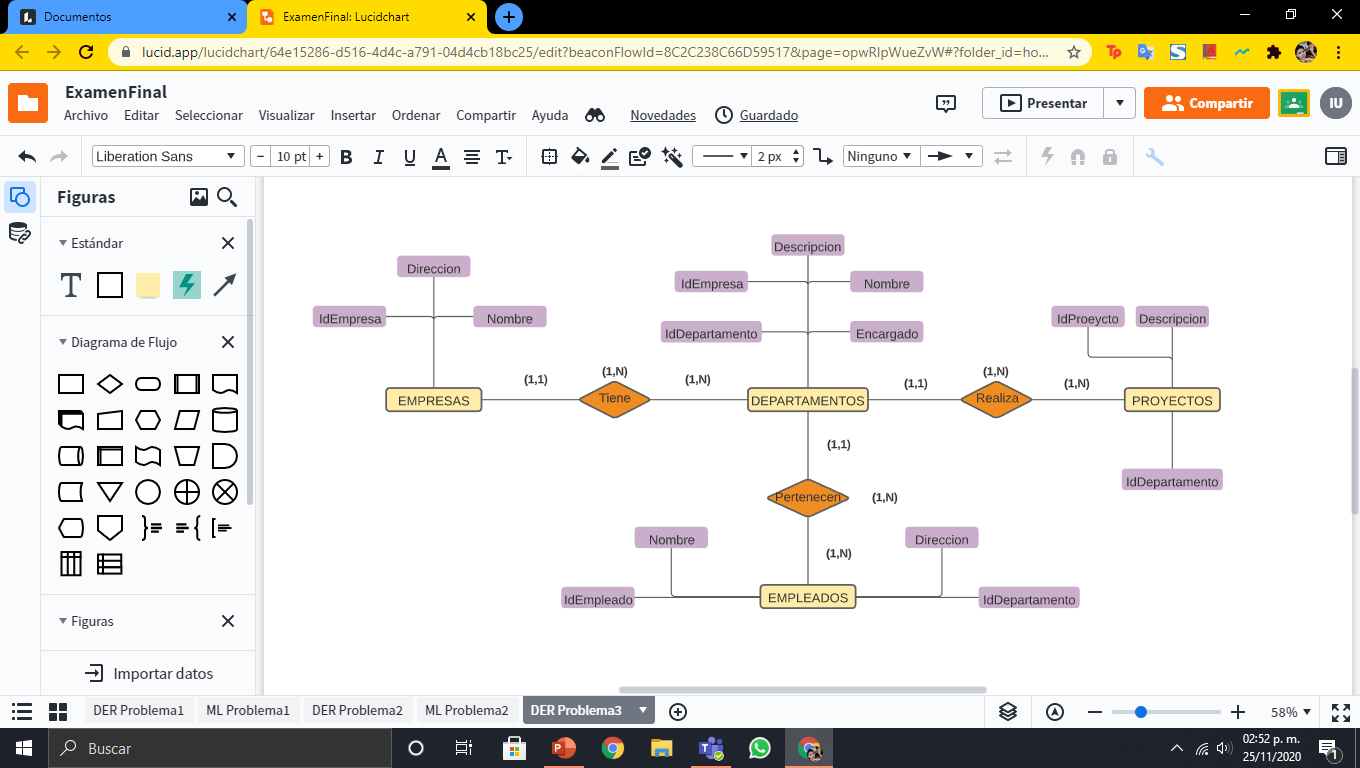 Documentos
ExamenFinal: Lucidchart
lucid.app/lucidchart/64e15286-d516-4d4c-a791-04d4cb18bc25/edit?beaconFlowId=8C2C238C66D59517&page=opwRIpWueZvW#?folder_id=ho...
ExamenFinal
Archivo Editar Seleccionar Visualizar Insertar Ordenar Compartir Ayuda Novedades Guardado
Presentar
Compartir
IU
Liberation Sans
10 pt
B I U A T
2 px
Ninguno
Figuras
Estándar
T
Diagrama de Flujo
Figuras
Importar datos
Descripcion
Direccion
IdEmpresa Nombre
IdEmpresa Nombre
IdProeycto Descripcion
IdDepartamento Encargado
(1,1) (1,N) (1,N) (1,1) (1,N) (1,N)
EMPRESAS Tiene DEPARTAMENTOS Realiza PROYECTOS
(1,1)
IdDepartamento
Pertenecen (1,N)
Nombre Direccion
(1,N)
IdEmpleado EMPLEADOS IdDepartamento
DER Problema1 ML Problema1 DER Problema2 ML Problema2 DER Problema3
58%
Buscar
02:52 p. m.
25/11/2020
1